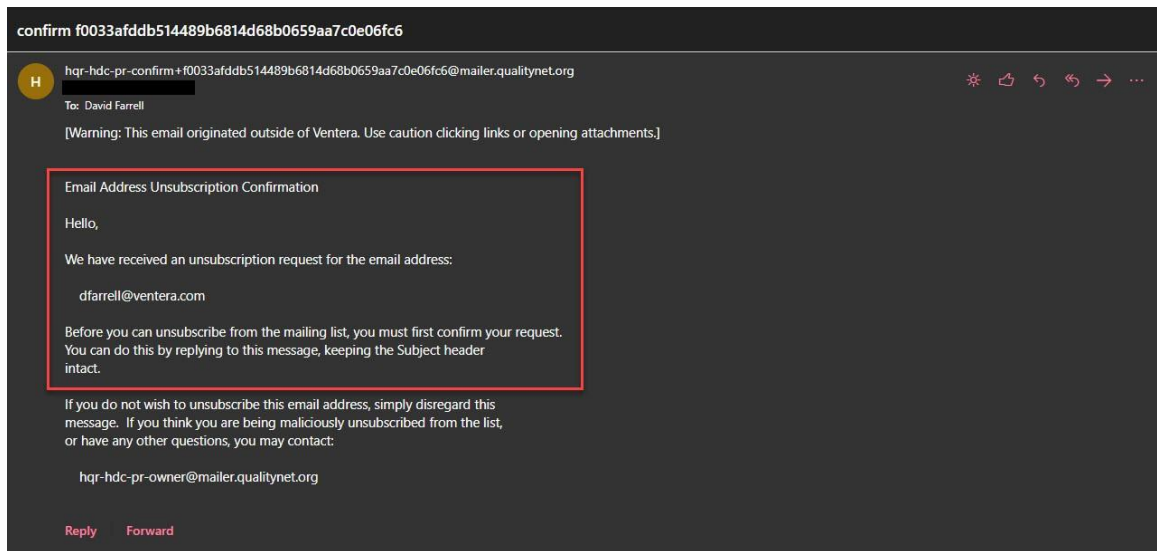 confirm f0033afddb514489b6814d68b0659aa7c0e06fc6
H
hqr-hdc-pr-confirm+f0033afddb514489b6814d68b0659aa7c0e06fc6@mailer.qualitynet.org
To: David Farrell
[Warning: This email originated outside of Ventera. Use caution clicking links or opening attachments.]
Email Address Unsubscription Confirmation
Hello,
We have received an unsubscription request for the email address:
dfarrell@ventera.com
Before you can unsubscribe from the mailing list, you must first confirm your request.
You can do this by replying to this message, keeping the Subject header
intact.
If you do not wish to unsubscribe this email address, simply disregard this
message. If you think you are being maliciously unsubscribed from the list,
or have any other questions, you may contact:
hqr-hdc-pr-owner@mailer.qualitynet.org
Reply Forward